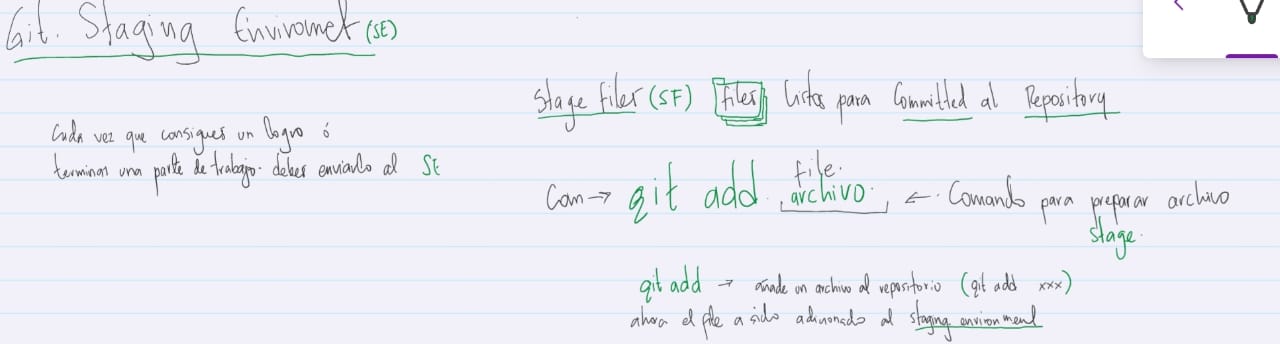 Git. Staging Enviromet (SE)
Cada vez que consigues un logro ó
terminas una parte de trabajo. debes enviarlo al SE
Stage files (SF) Files listos para Committed al Repository
Con → git add archivo. ← Comando para preparar archivo
file.
stage.
git add → añade un archivo al repositorio (git add xxx)
ahora el file a sido adicionado al staging environment